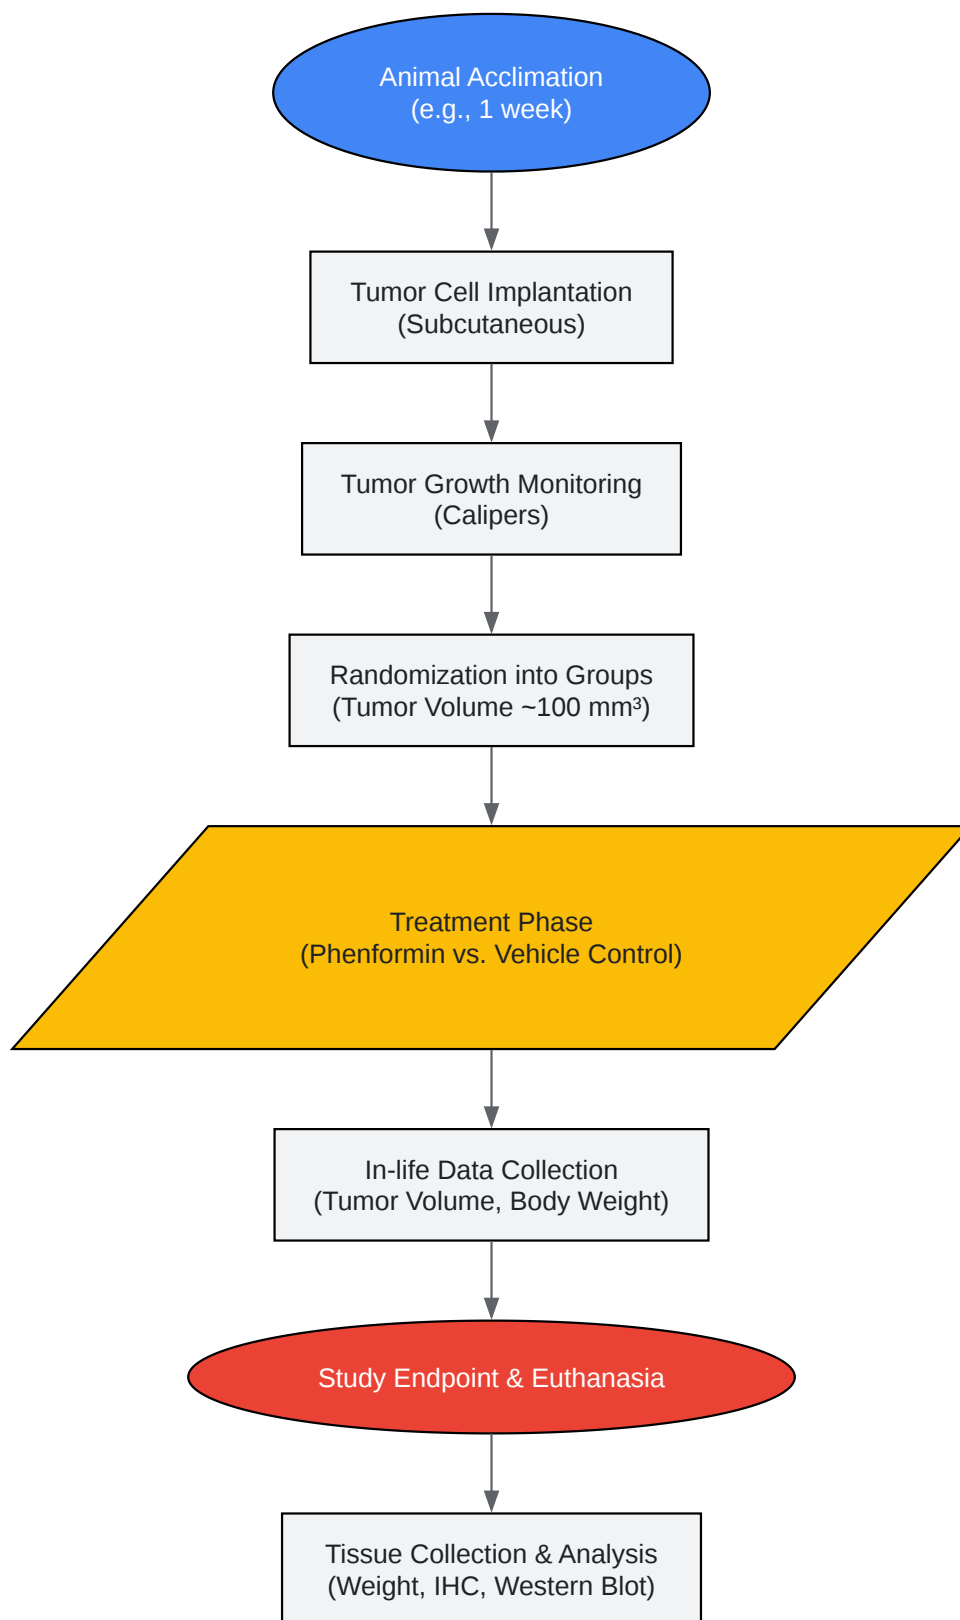 Animal Acclimation
(e.g., 1 week)
Tumor Cell Implantation
(Subcutaneous)
Tumor Growth Monitoring
(Calipers)
Randomization into Groups
(Tumor Volume ~100 mm³)
Treatment Phase
(Phenformin vs. Vehicle Control)
In-life Data Collection
(Tumor Volume, Body Weight)
Study Endpoint & Euthanasia
Tissue Collection & Analysis
(Weight, IHC, Western Blot)